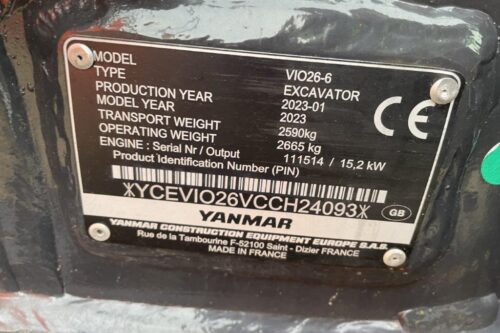 MODEL VIO26-6
TYPE EXCAVATOR
PRODUCTION YEAR 2023-01
MODEL YEAR 2023
TRANSPORT WEIGHT 2590kg
OPERATING WEIGHT 2665 kg
ENGINE : Serial Nr / Output 111514 / 15,2 kW
Product Identification Number (PIN)
CE
*YCEVIO26VCCH24093*
YANMAR
GB
YANMAR CONSTRUCTION EQUIPMENT EUROPE S.A.S.
Rue de la Tambourine F-52100 Saint - Dizier FRANCE
MADE IN FRANCE